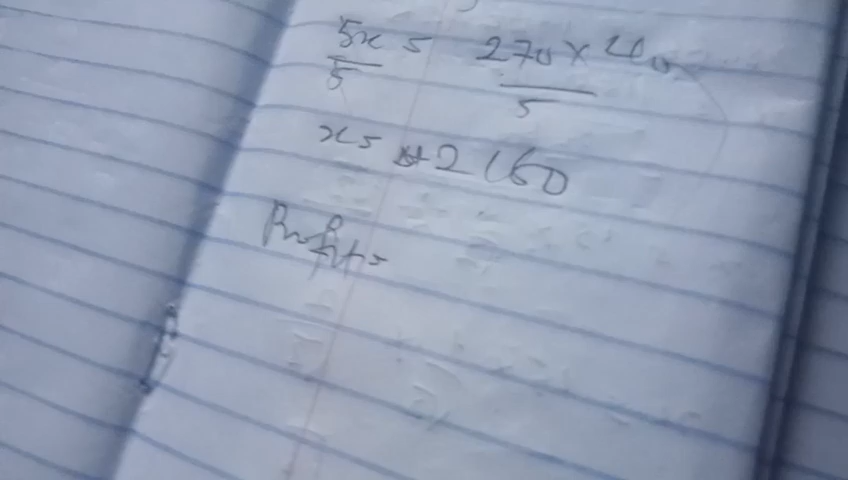 5x = 270 x 40
5 5
x = 2160
Profit =